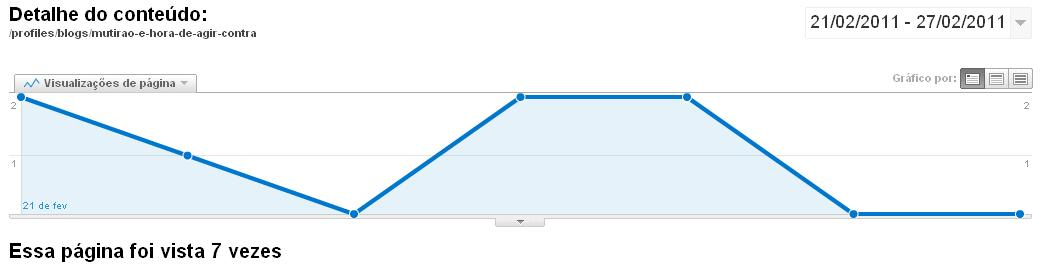 Detalhe do conteúdo:
/profiles/blogs/mutirao-e-hora-de-agir-contra
21/02/2011 - 27/02/2011
Visualizações de página
Gráfico por:
2 2
1 1
21 de fev
Essa página foi vista 7 vezes